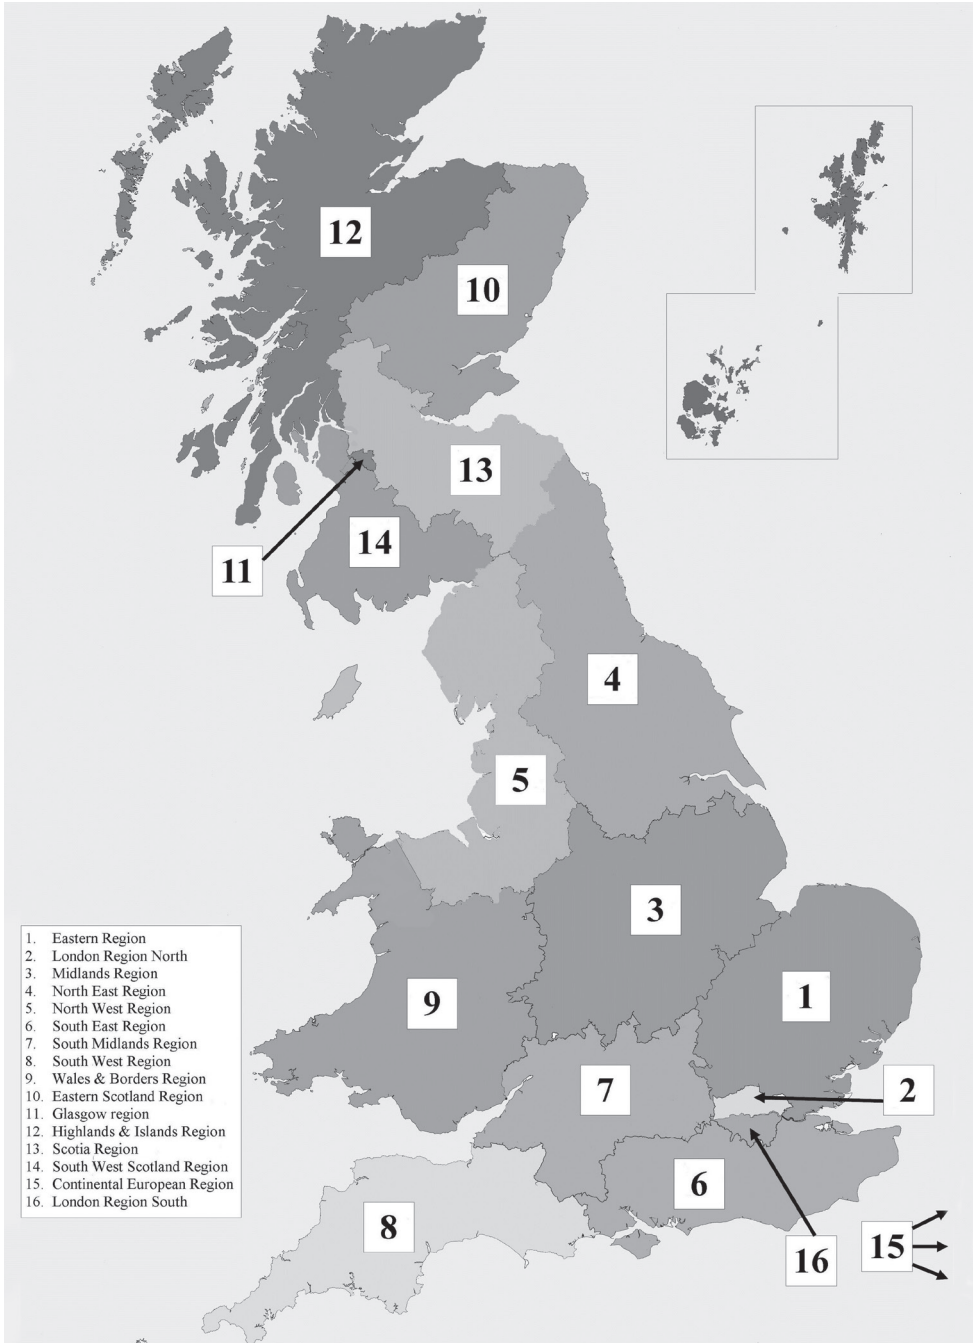 12
10
13
14
11
4
5
3
1. Eastern Region
2. London Region North
3. Midlands Region
4. North East Region
5. North West Region
6. South East Region
7. South Midlands Region
8. South West Region
9. Wales & Borders Region
10. Eastern Scotland Region
11. Glasgow region
12. Highlands & Islands Region
13. Scotia Region
14. South West Scotland Region
15. Continental European Region
16. London Region South
9
1
7
2
6
8
16
15